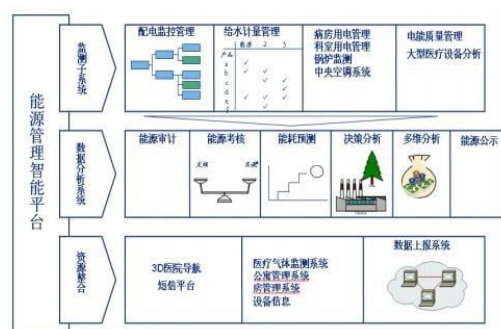 能源管理智能平台
监测子系统
配电监控管理
给水计量管理
产品
2
3
a
b
c
d
e
f
病房用电管理
科室用电管理
锅炉监测
中央空调系统
电能质量管理
大型医疗设备分析
数据分析系统
能源审计
能源考核
能耗预测
决策分析
多维分析
能源公示
资源整合
3D医院导航
短信平台
医疗气体监测系统
公寓管理系统
房管理系统
设备信息
数据上报系统